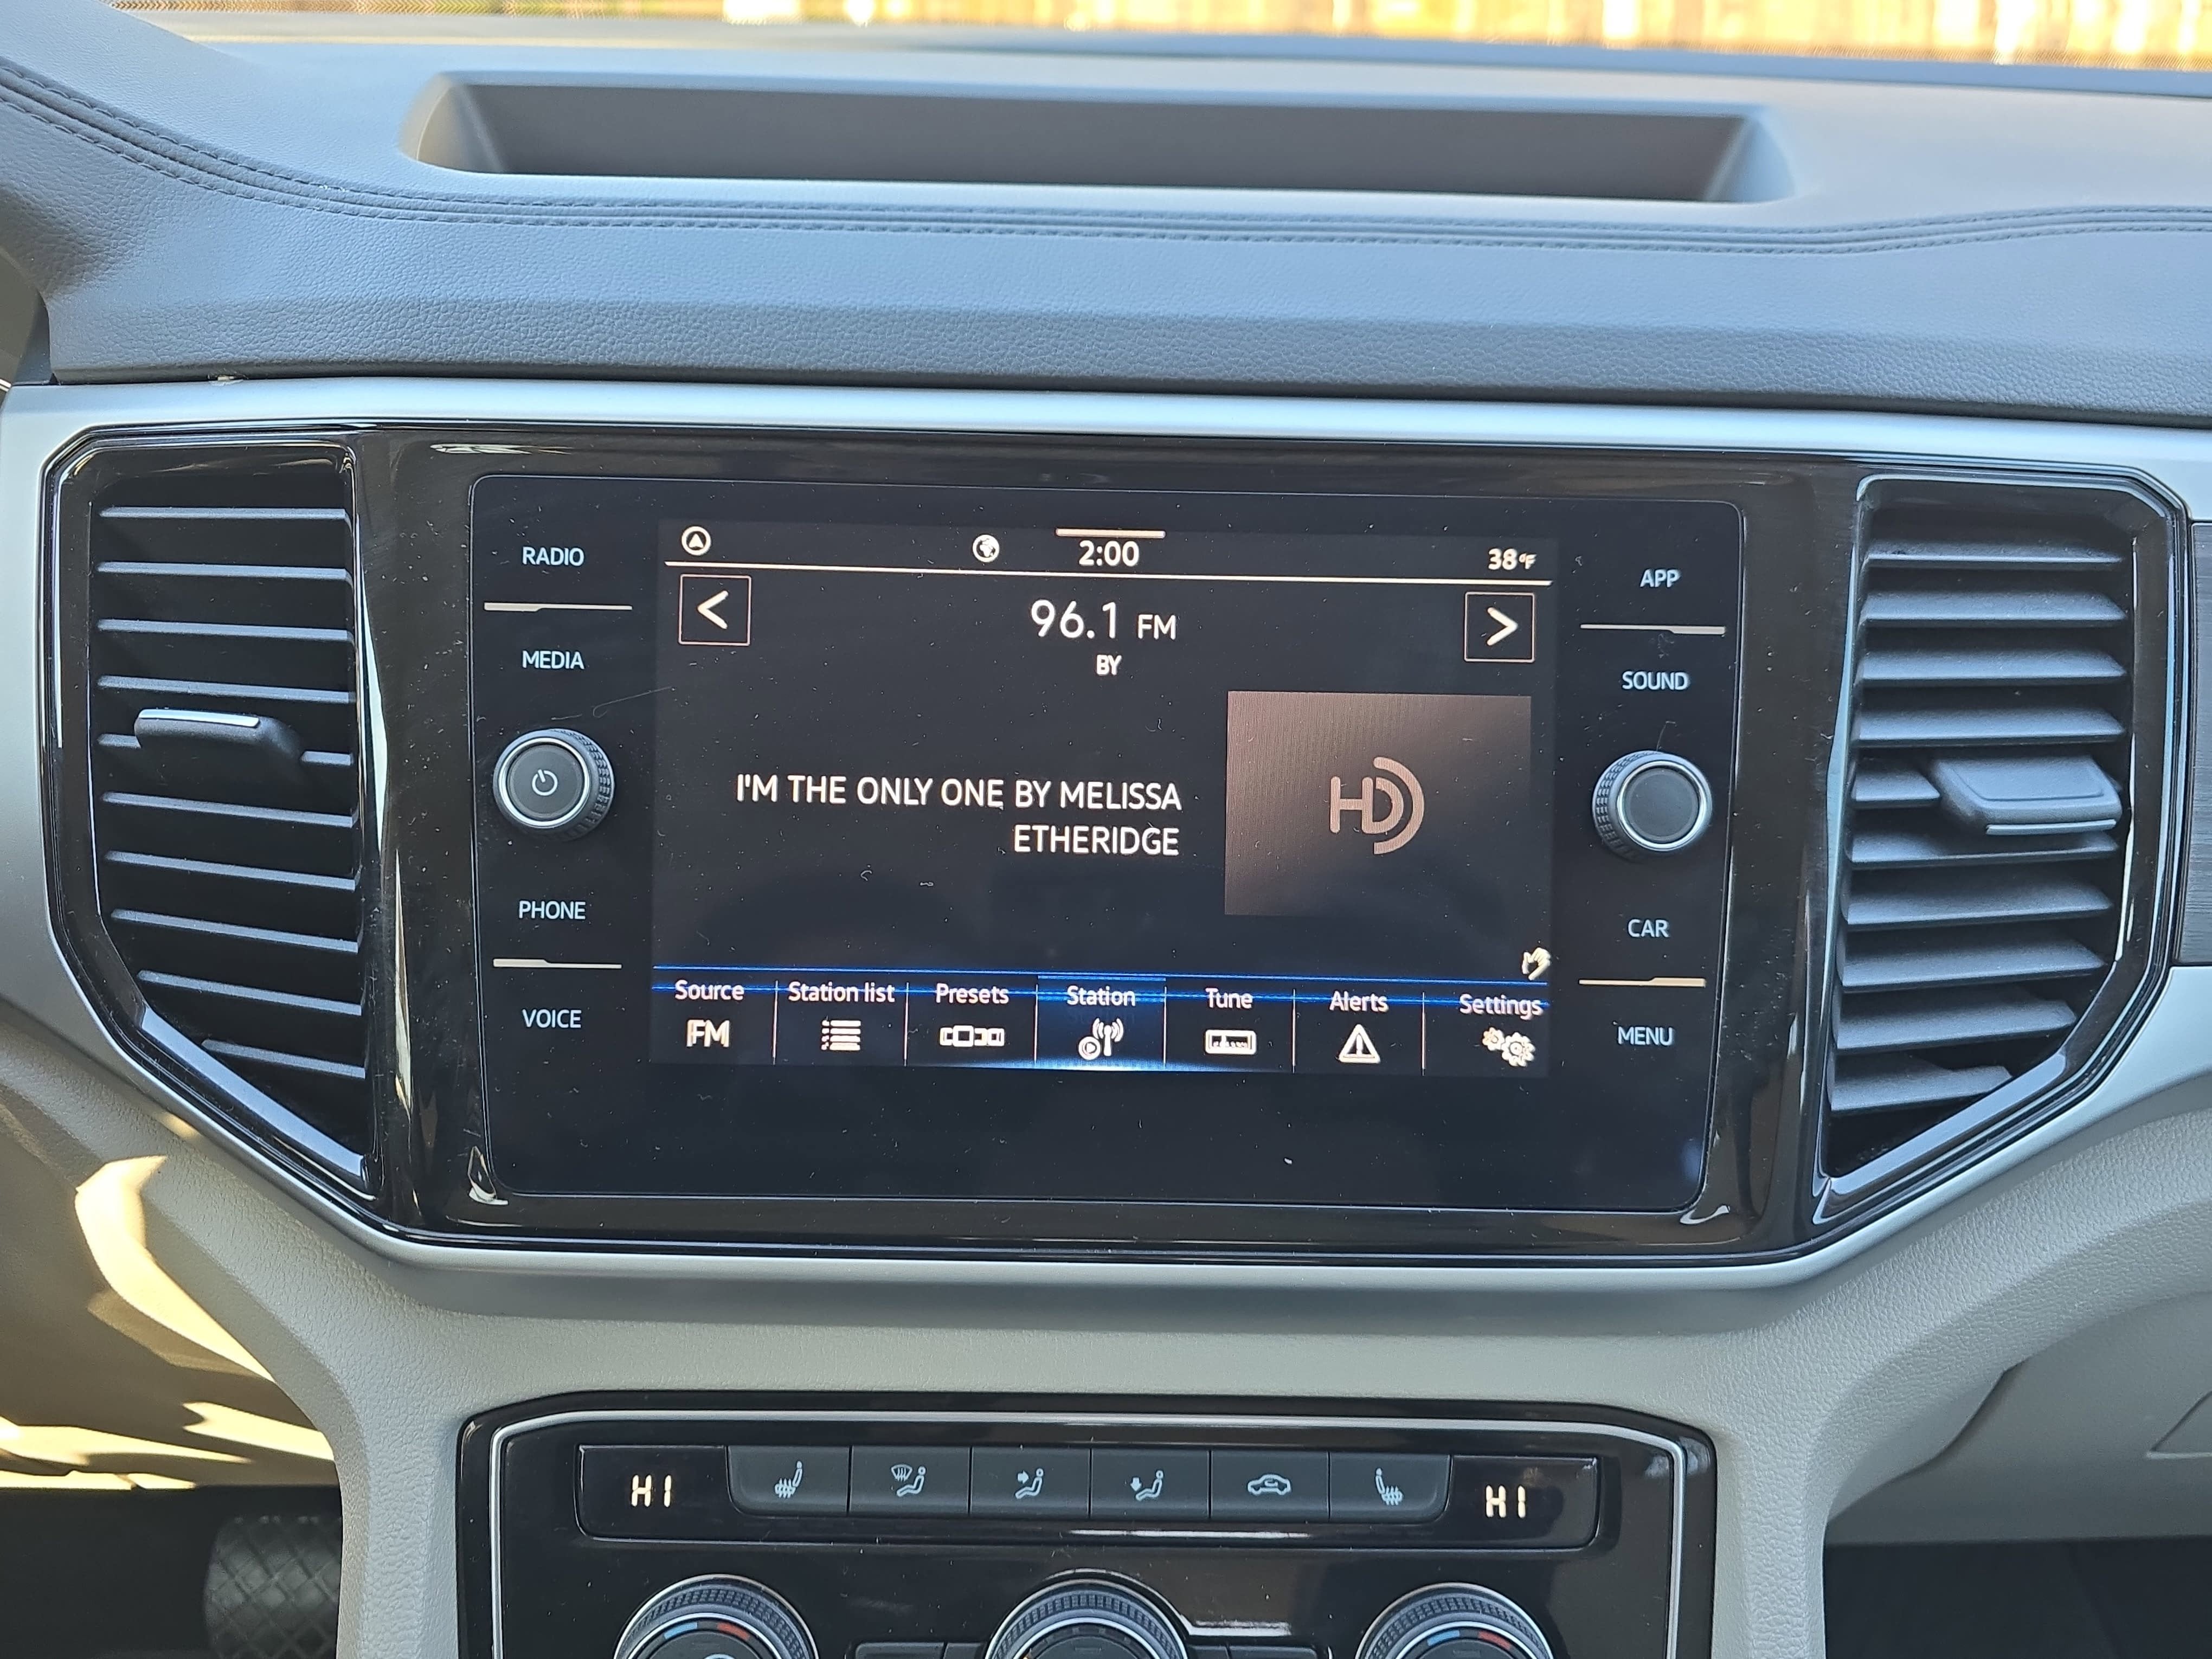 RADIO
MEDIA
PHONE
VOICE
2:00
38°F
96.1 FM
BY
I'M THE ONLY ONE BY MELISSA
ETHERIDGE
HD
Source
Station list
Presets
Station
Tune
Alerts
Settings
FM
APP
SOUND
CAR
MENU
HI
HI